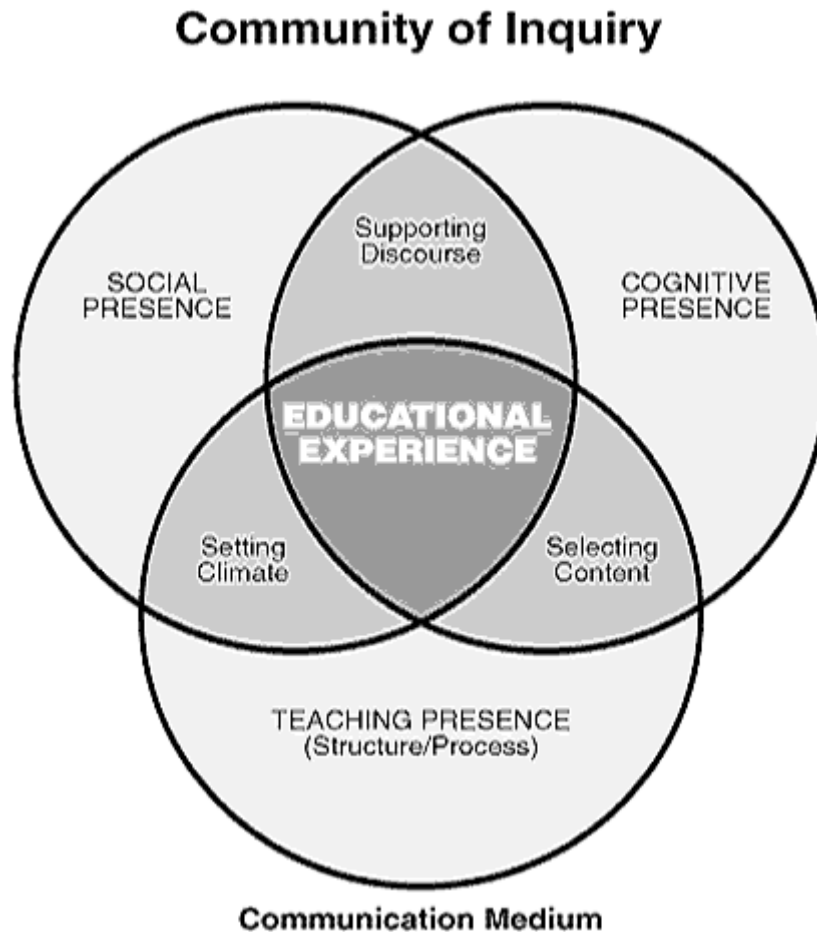 Community of Inquiry
Supporting
Discourse
SOCIAL
PRESENCE
COGNITIVE
PRESENCE
EDUCATIONAL
EXPERIENCE
Setting
Climate
Selecting
Content
TEACHING PRESENCE
(Structure/Process)
Communication Medium